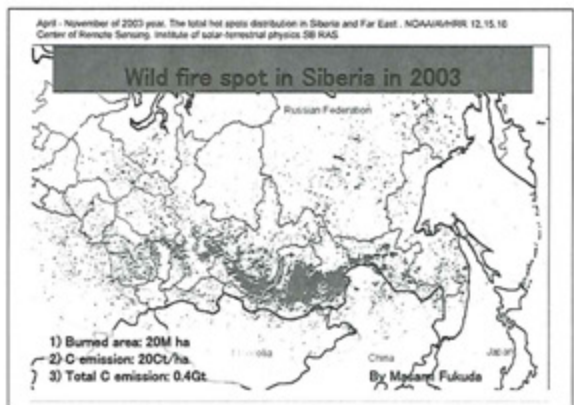 April - November of 2003 year. The total hot spots distribution in Siberia and Far East . NOAA/AVHRR 12,15,16
Center of Remote Sensing. Institute of solar-terrestrial physics SB RAS
Wild fire spot in Siberia in 2003
Russian Federation
1) Burned area: 20M ha
2) C emission: 20Ct/ha.
3) Total C emission: 0.4Gt
China
Japan
By Masami Fukuda